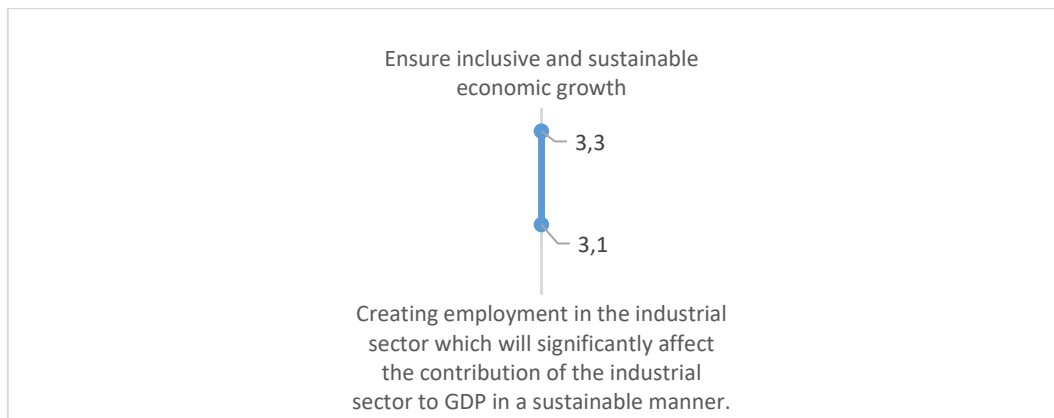 Ensure inclusive and sustainable
economic growth
3,3
3,1
Creating employment in the industrial
sector which will significantly affect
the contribution of the industrial
sector to GDP in a sustainable manner.